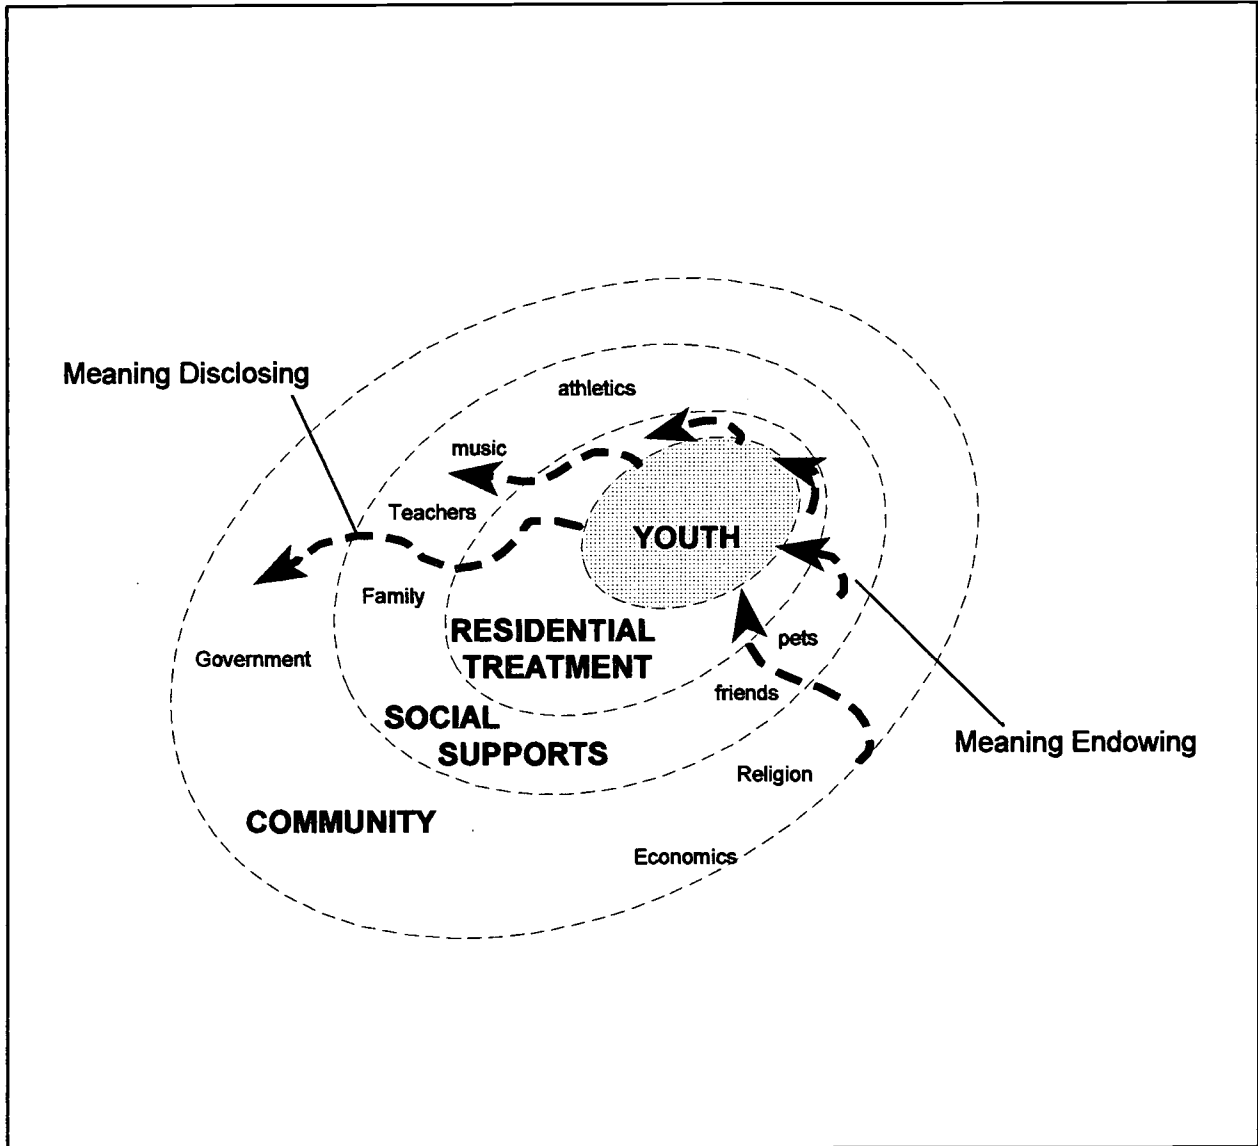 Meaning Disclosing
athletics
music
Teachers
YOUTH
Family
RESIDENTIAL
TREATMENT
pets
Government
friends
SOCIAL
SUPPORTS
Meaning Endowing
Religion
COMMUNITY
Economics